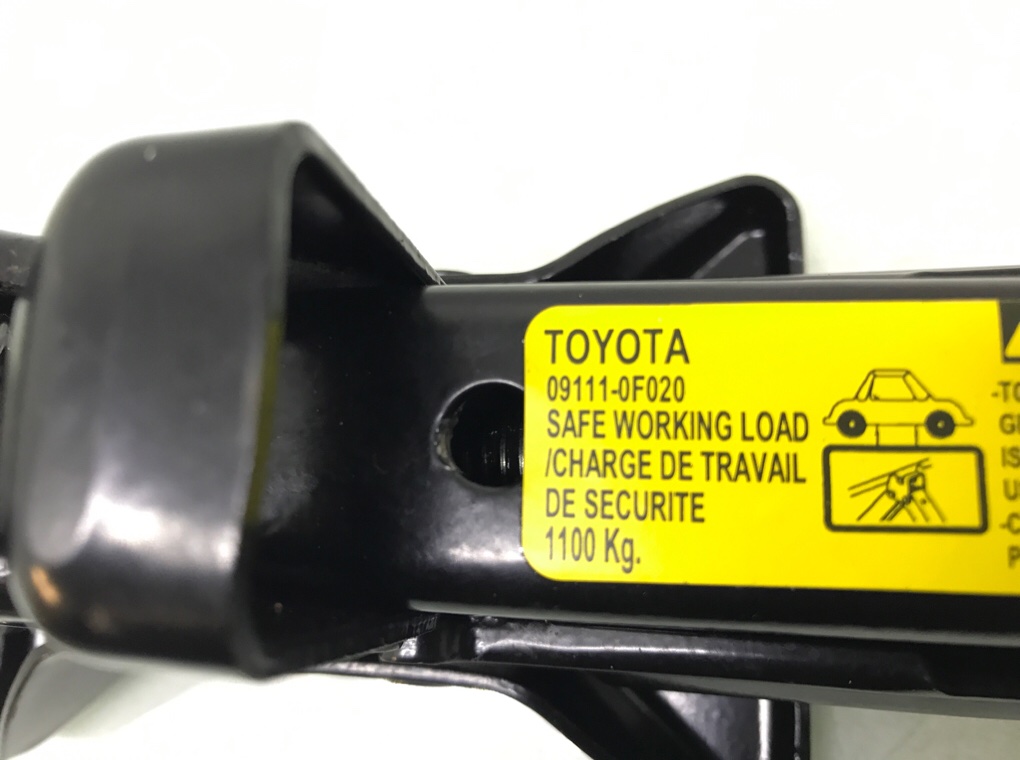 TOYOTA
09111-0F020
SAFE WORKING LOAD
/CHARGE DE TRAVAIL
DE SECURITE
1100 Kg.